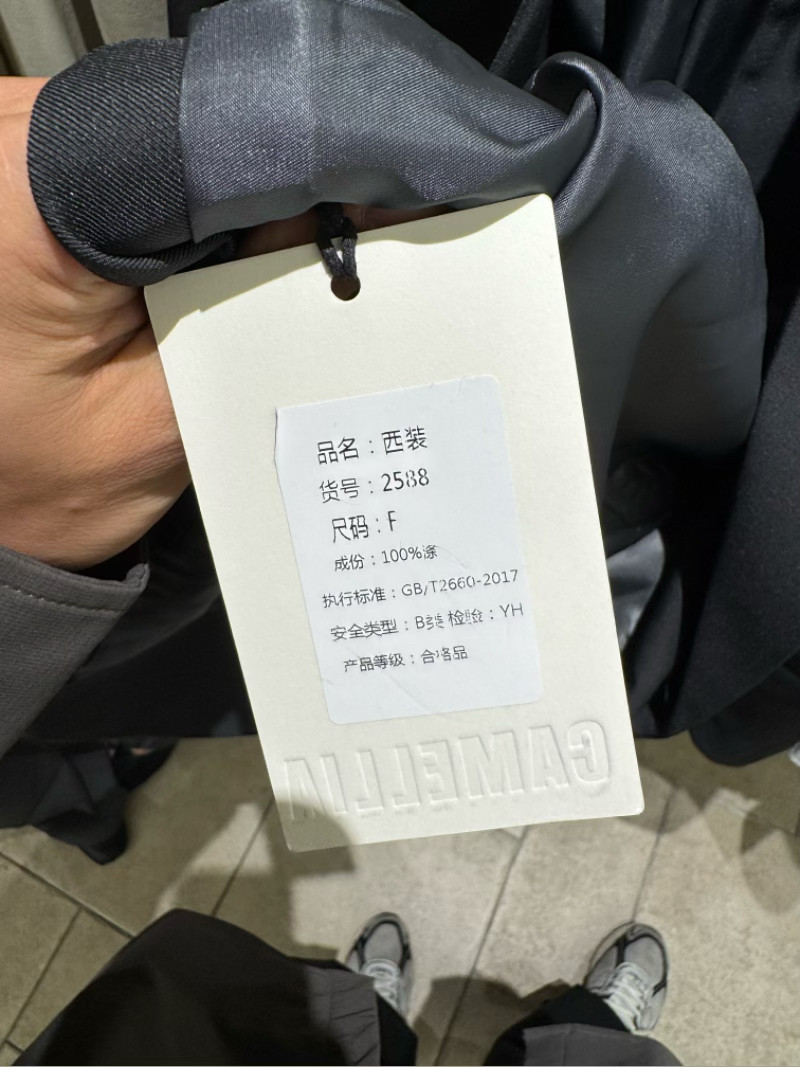 品名：西装
货号：2588
尺码：F
成份：100%涤
执行标准：GB/T2660-2017
安全类型：B类 检验：YH
产品等级：合格品
CAMELLIA